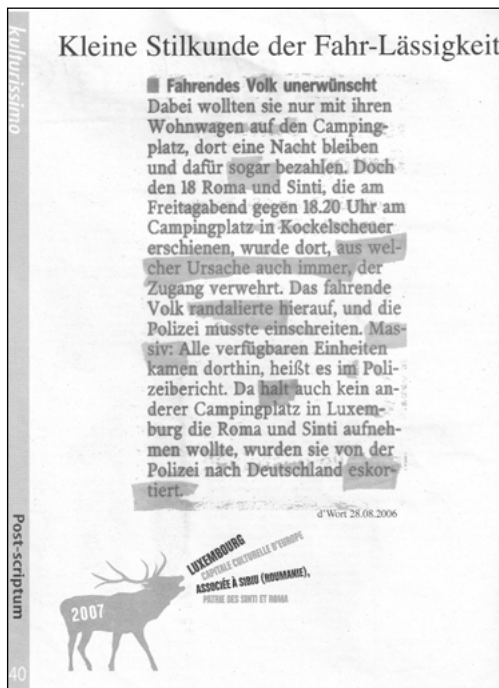 kulturissimo
Kleine Stilkunde der Fahr-Lässigkeit
Fahrendes Volk unerwünscht
Dabei wollten sie nur mit ihren
Wohnwagen auf den Camping-
platz, dort eine Nacht bleiben
und dafür sogar bezahlen. Doch
den 18 Roma und Sinti, die am
Freitagabend gegen 18.20 Uhr am
Campingplatz in Kockelscheuer
erschienen, wurde dort, aus wel-
cher Ursache auch immer, der
Zugang verwehrt. Das fahrende
Volk randalierte hierauf, und die
Polizei musste einschreiten. Mas-
siv: Alle verfügbaren Einheiten
kamen dorthin, heißt es im Poli-
zeibericht. Da halt auch kein an-
derer Campingplatz in Luxem-
burg die Roma und Sinti aufneh-
men wollte, wurden sie von der
Polizei nach Deutschland eskor-
tiert.
d'Wort 28.08.2006
LUXEMBOURG
CAPITALE CULTURELLE D'EUROPE
ASSOCIÉE À SIBIU (ROUMANIE),
PATRIE DES SINTI ET ROMA
2007
Post-scriptum
40